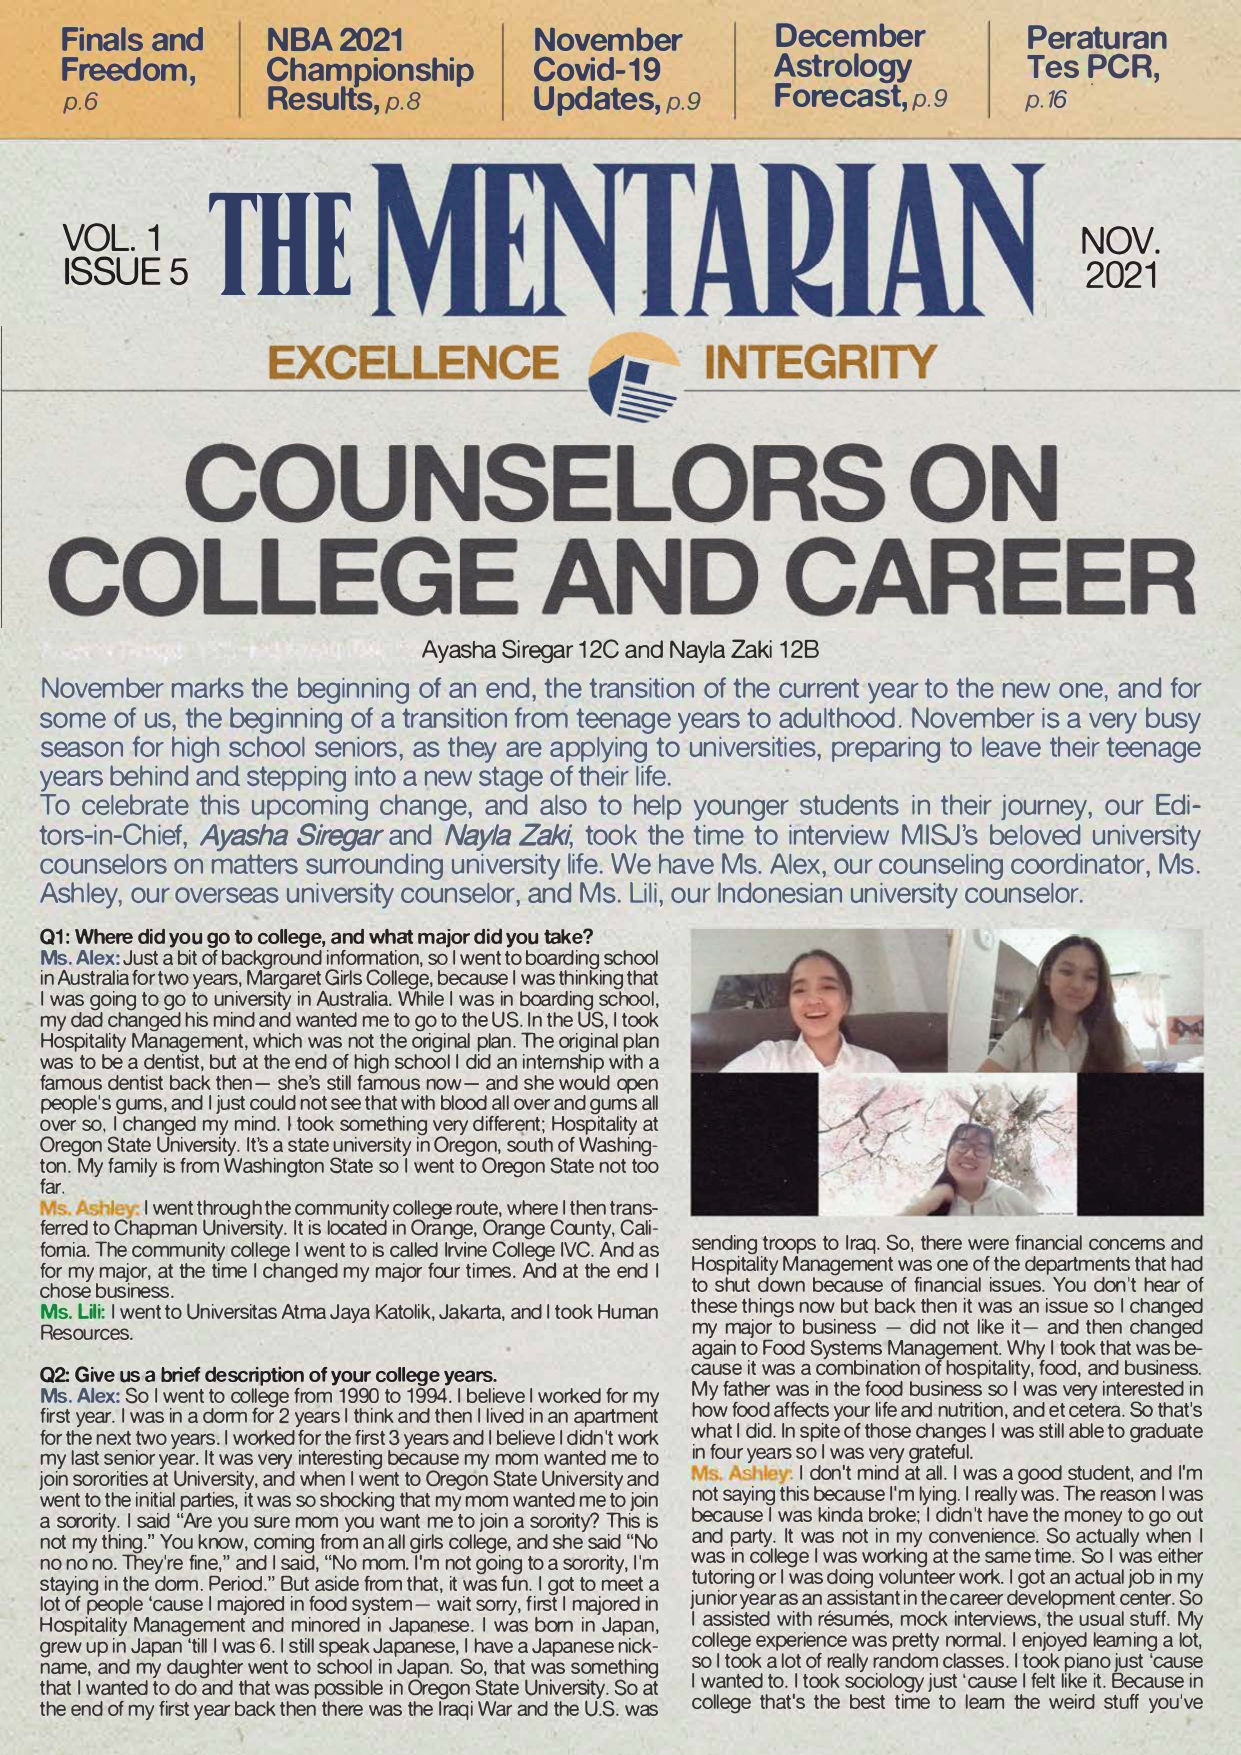 Finals and
Freedom,
p.6
NBA 2021
Championship
Results, p.8
November
Covid-19
Updates, p.9
December
Astrology
Forecast, p.9
Peraturan
Tes PCR,
p.16
VOL. 1
ISSUE 5
THE MENTARIAN
NOV.
2021
EXCELLENCE INTEGRITY
COUNSELORS ON
COLLEGE AND CAREER
Ayasha Siregar 12C and Nayla Zaki 12B
November marks the beginning of an end, the transition of the current year to the new one, and for
some of us, the beginning of a transition from teenage years to adulthood. November is a very busy
season for high school seniors, as they are applying to universities, preparing to leave their teenage
years behind and stepping into a new stage of their life.
To celebrate this upcoming change, and also to help younger students in their journey, our Edi-
tors-in-Chief, Ayasha Siregar and Nayla Zaki, took the time to interview MISJ's beloved university
counselors on matters surrounding university life. We have Ms. Alex, our counseling coordinator, Ms.
Ashley, our overseas university counselor, and Ms. Lili, our Indonesian university counselor.
Q1: Where did you go to college, and what major did you take?
Ms. Alex: Just a bit of background information, so I went to boarding school
in Australia for two years, Margaret Girls College, because I was thinking that
I was going to go to university in Australia. While I was in boarding school,
my dad changed his mind and wanted me to go to the US. In the US, I took
Hospitality Management, which was not the original plan. The original plan
was to be a dentist, but at the end of high school I did an internship with a
famous dentist back then— she's still famous now— and she would open
people's gums, and I just could not see that with blood all over and gums all
over so, I changed my mind. I took something very different; Hospitality at
Oregon State University. It's a state university in Oregon, south of Washing-
ton. My family is from Washington State so I went to Oregon State not too
far.
Ms. Ashley: I went through the community college route, where I then trans-
ferred to Chapman University. It is located in Orange, Orange County, Cali-
fornia. The community college I went to is called Irvine College IVC. And as
for my major, at the time I changed my major four times. And at the end I
chose business.
Ms. Lili: I went to Universitas Atma Jaya Katolik, Jakarta, and I took Human
Resources.
Q2: Give us a brief description of your college years.
Ms. Alex: So I went to college from 1990 to 1994. I believe I worked for my
first year. I was in a dorm for 2 years I think and then I lived in an apartment
for the next two years. I worked for the first 3 years and I believe I didn't work
my last senior year. It was very interesting because my mom wanted me to
join sororities at University, and when I went to Oregon State University and
went to the initial parties, it was so shocking that my mom wanted me to join
a sorority. I said “Are you sure mom you want me to join a sorority? This is
not my thing.” You know, coming from an all girls college, and she said “No
no no no. They're fine,” and I said, “No mom. I'm not going to a sorority, I'm
staying in the dorm. Period.” But aside from that, it was fun. I got to meet a
lot of people ‘cause I majored in food system— wait sorry, first I majored in
Hospitality Management and minored in Japanese. I was born in Japan,
grew up in Japan ‘till I was 6. I still speak Japanese, I have a Japanese nick-
name, and my daughter went to school in Japan. So, that was something
that I wanted to do and that was possible in Oregon State University. So at
the end of my first year back then there was the Iraqi War and the U.S. was
sending troops to Iraq. So, there were financial concerns and
Hospitality Management was one of the departments that had
to shut down because of financial issues. You don't hear of
these things now but back then it was an issue so I changed
my major to business — did not like it— and then changed
again to Food Systems Management. Why I took that was be-
cause it was a combination of hospitality, food, and business.
My father was in the food business so I was very interested in
how food affects your life and nutrition, and et cetera. So that's
what I did. In spite of those changes I was still able to graduate
in four years so I was very grateful.
Ms. Ashley: I don't mind at all. I was a good student, and I'm
not saying this because I'm lying. I really was. The reason I was
because I was kinda broke; I didn't have the money to go out
and party. It was not in my convenience. So actually when I
was in college I was working at the same time. So I was either
tutoring or I was doing volunteer work. I got an actual job in my
junior year as an assistant in the career development center. So
I assisted with résumés, mock interviews, the usual stuff. My
college experience was pretty normal. I enjoyed learning a lot,
so I took a lot of really random classes. I took piano just ‘cause
I wanted to. I took sociology just ‘cause I felt like it. Because in
college that's the best time to learn the weird stuff you've